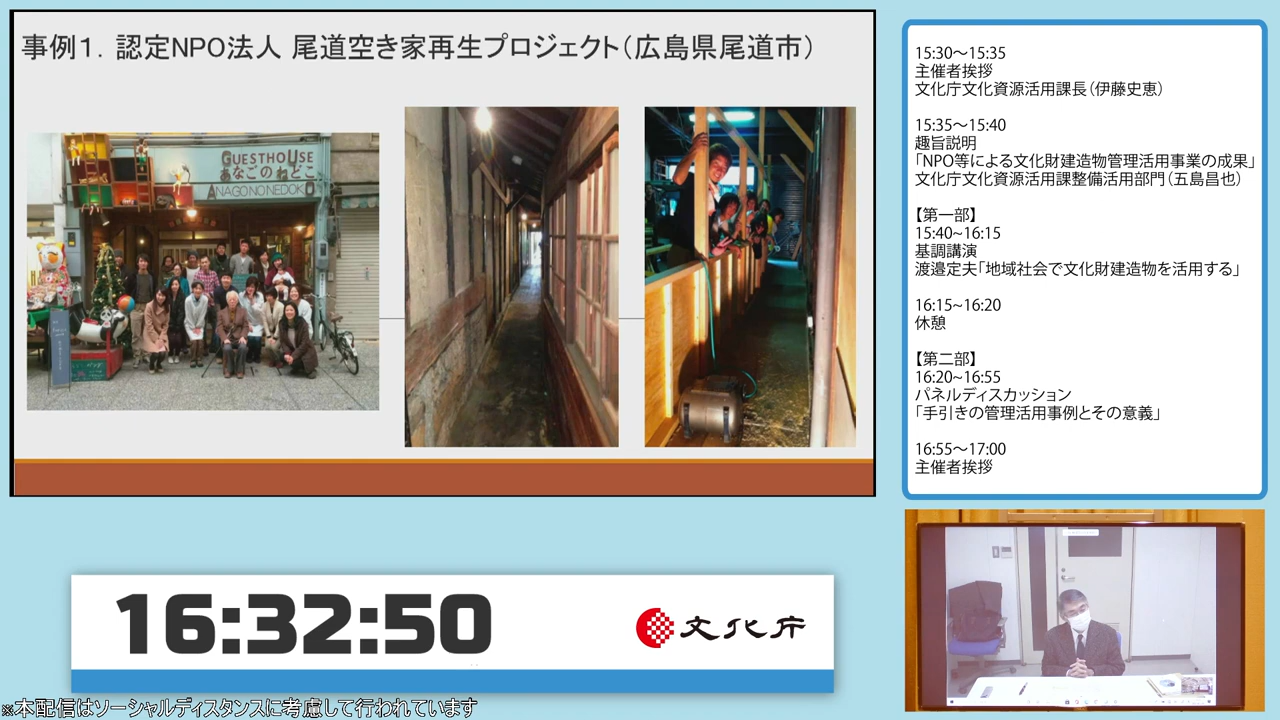 事例１．認定NPO法人 尾道空き家再生プロジェクト（広島県尾道市）
GUESTHOUSE
あなごのねどこ
ANAGO NO NEDOKO
15:30～15:35
主催者挨拶
文化庁文化資源活用課長（伊藤史恵）
15:35～15:40
趣旨説明
「NPO等による文化財建造物管理活用事業の成果」
文化庁文化資源活用課整備活用部門（五島昌也）
【第一部】
15:40~16:15
基調講演
渡邉定夫「地域社会で文化財建造物を活用する」
16:15~16:20
休憩
【第二部】
16:20~16:55
パネルディスカッション
「手引きの管理活用事例とその意義」
16:55～17:00
主催者挨拶
16:32:50
文化庁
※本配信はソーシャルディスタンスに考慮して行われています